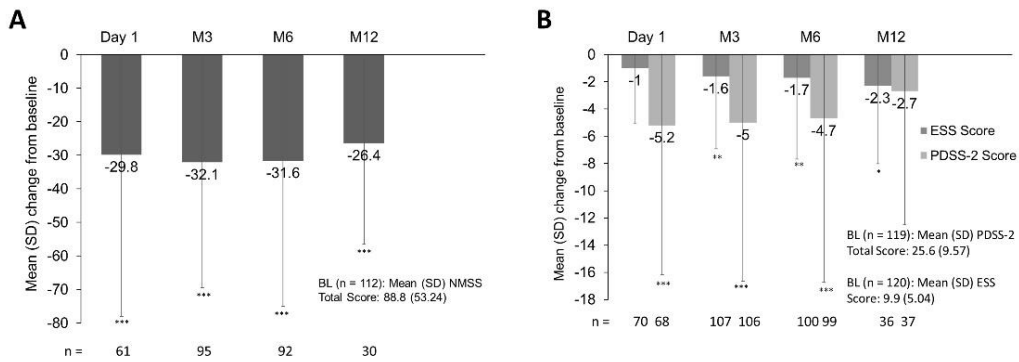 A
Day 1 M3 M6 M12
0
-10
-20
-30
-40
-50
-60
-70
-80
Mean (SD) change from baseline
-29.8
-32.1
-31.6
-26.4
***
***
***
***
BL (n = 112): Mean (SD) NMSS
Total Score: 88.8 (53.24)
n = 61 95 92 30
B
Day 1 M3 M6 M12
0
-2
-4
-6
-8
-10
-12
-14
-16
-18
Mean (SD) change from baseline
-1
-5.2
-1.6
-5
-1.7
-4.7
-2.3
-2.7
***
**
***
**
***
*
ESS Score
PDSS-2 Score
BL (n = 119): Mean (SD) PDSS-2
Total Score: 25.6 (9.57)
BL (n = 120): Mean (SD) ESS
Score: 9.9 (5.04)
n = 70 68 107 106 100 99 36 37